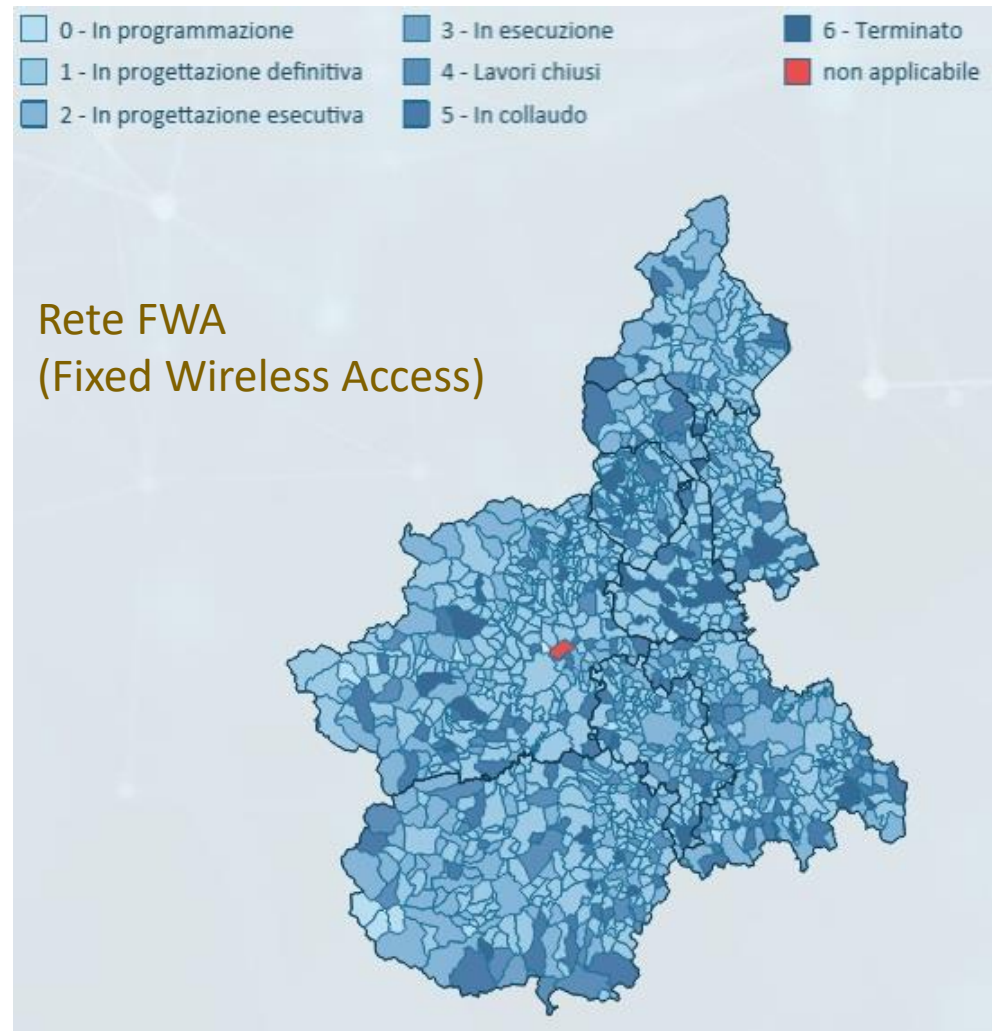 0 - In programmazione
1 - In progettazione definitiva
2 - In progettazione esecutiva
3 - In esecuzione
4 - Lavori chiusi
5 - In collaudo
6 - Terminato
non applicabile
Rete FWA
(Fixed Wireless Access)